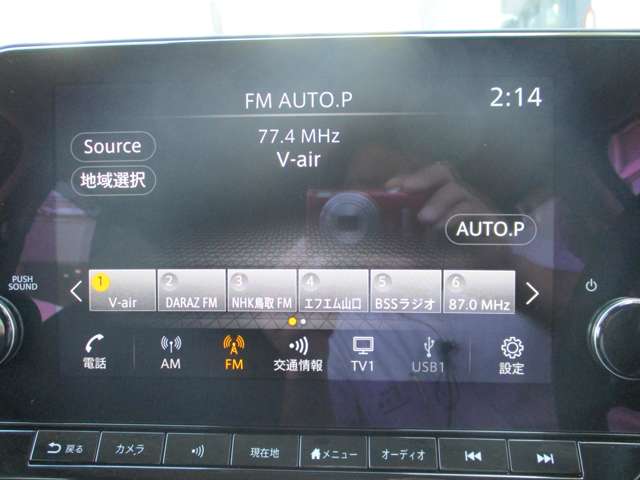 FM AUTO.P
2:14
77.4 MHz
V-air
Source
地域選択
AUTO.P
PUSH
SOUND
1 2 3 4 5 6
V-air DARAZ FM NHK鳥取 FM エフエム山口 BSSラジオ 87.0 MHz
電話 AM FM 交通情報 TV1 USB1 設定
戻る カメラ 現在地 メニュー オーディオ